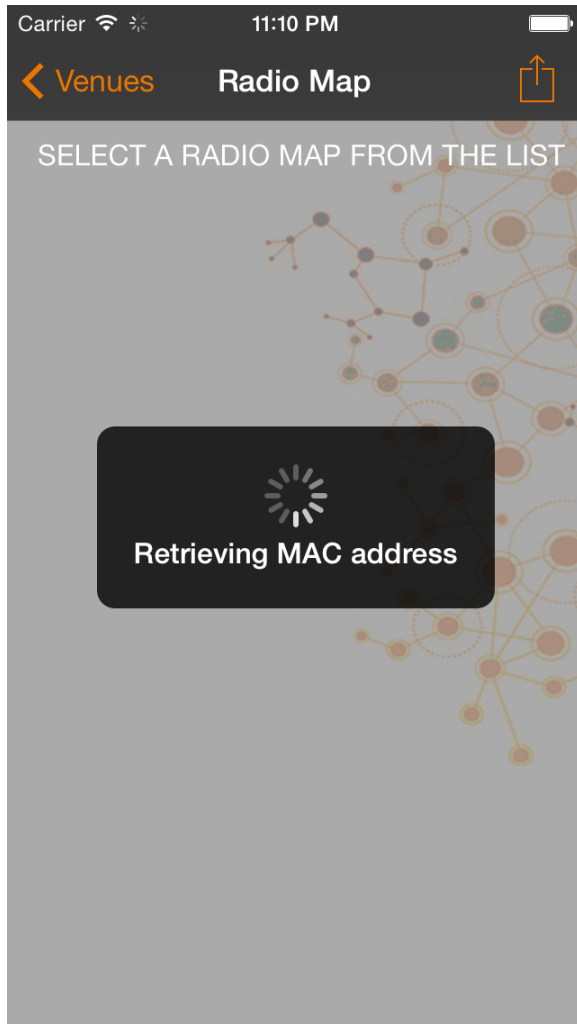 Carrier 11:10 PM
Venues Radio Map
SELECT A RADIO MAP FROM THE LIST
Retrieving MAC address